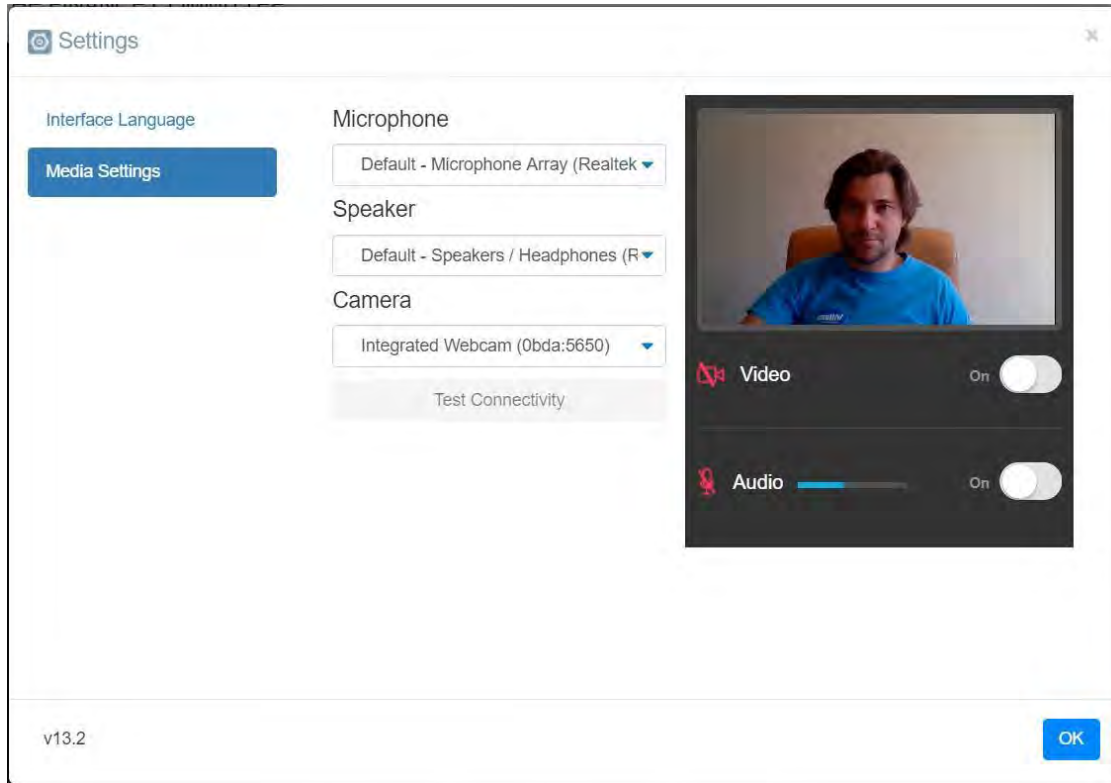 Settings
×
Interface Language
Media Settings
Microphone
Default - Microphone Array (Realtek
Speaker
Default - Speakers / Headphones (R
Camera
Integrated Webcam (0bda:5650)
Test Connectivity
Video On
Audio On
v13.2
OK